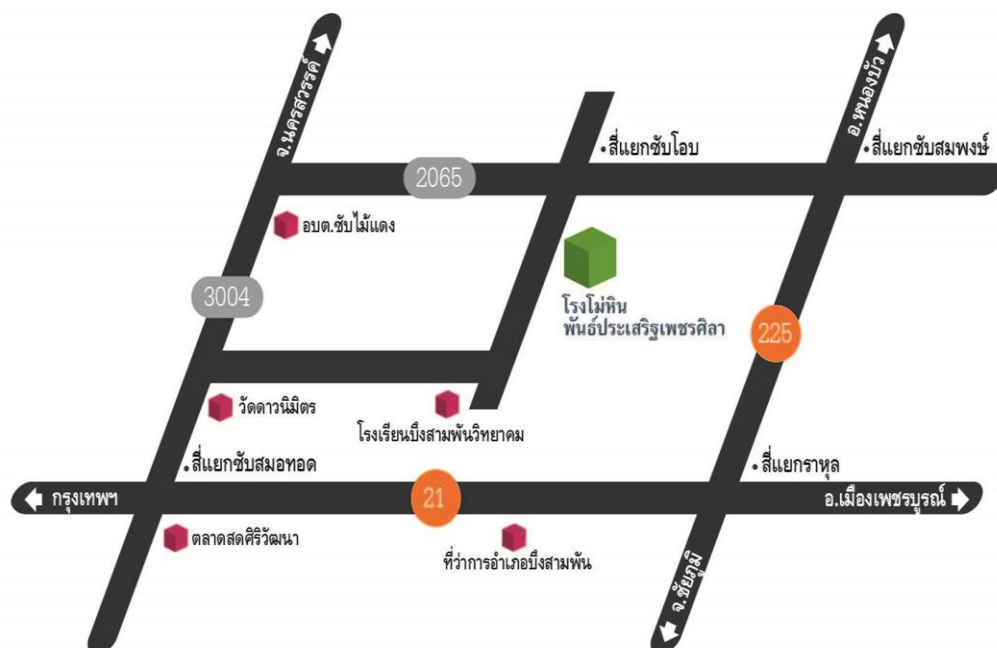 จ.นครสวรรค์
อ.หนองบัว
สี่แยกซับโอบ
สี่แยกซับสมพงษ์
2065
อบต.ซับไม้แดง
3004
โรงโม่หิน
พันธ์ประเสริฐเพชรศิลา
225
วัดดาวนิมิตร
โรงเรียนบึงสามพันวิทยาคม
สี่แยกซับสมอทอด
สี่แยกราหุล
กรุงเทพฯ
21
อ.เมืองเพชรบูรณ์
ตลาดสดศิริวัฒนา
ที่ว่าการอำเภอบึงสามพัน
จ.ชัยภูมิ